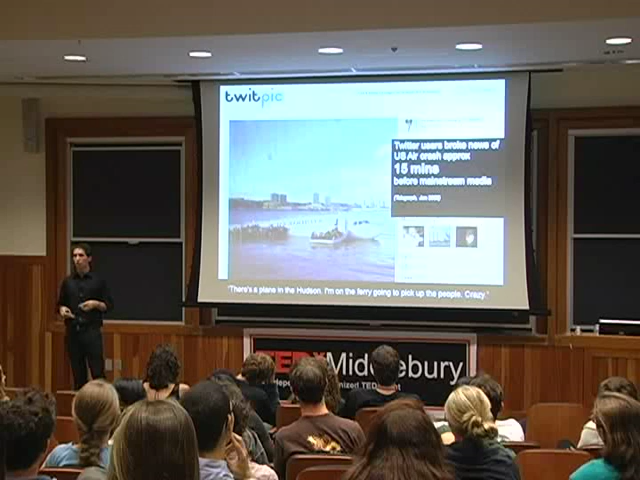 twitpic
Twitter users broke news of
US Air crash approx
15 mins
before mainstream media
"There's a plane in the Hudson. I'm on the ferry going to pick up the people. Crazy."
TEDxMiddlebury